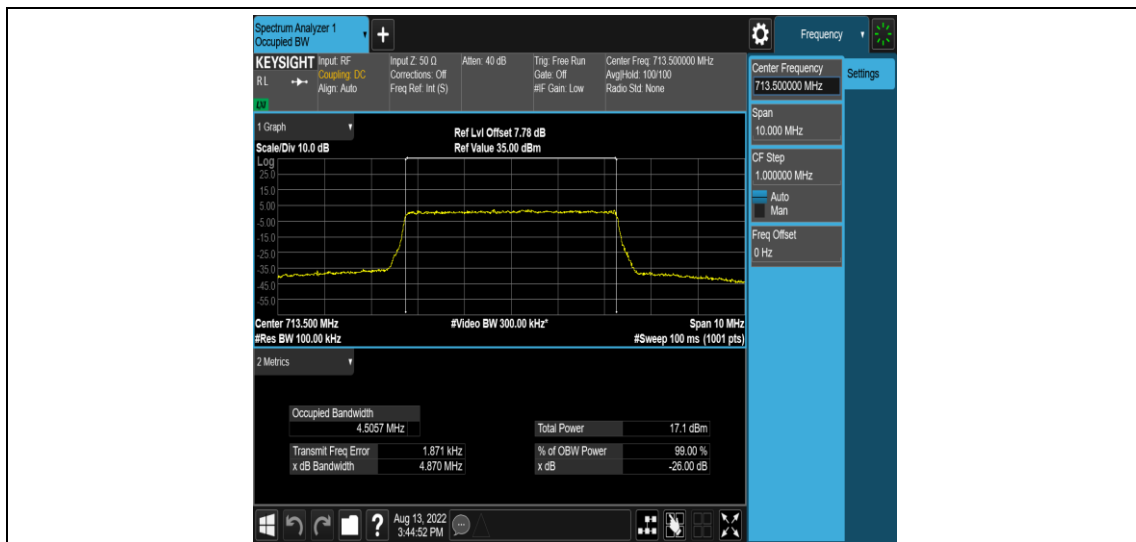 Spectrum Analyzer 1
Occupied BW
+
Frequency
KEYSIGHT
RL
LXI
Input: RF
Coupling: DC
Align: Auto
Input Z: 50 Ω
Corrections: Off
Freq Ref: Int (S)
Atten: 40 dB
Trig: Free Run
Gate: Off
#IF Gain: Low
Center Freq: 713.500000 MHz
Avg|Hold: 100/100
Radio Std: None
Center Frequency
713.500000 MHz
Settings
Span
10.000 MHz
CF Step
1.000000 MHz
Auto
Man
Freq Offset
0 Hz
1 Graph
Scale/Div 10.0 dB
Ref Lvl Offset 7.78 dB
Ref Value 35.00 dBm
Log
25.0
15.0
5.00
-5.00
-15.0
-25.0
-35.0
-45.0
-55.0
Center 713.500 MHz
#Res BW 100.00 kHz
#Video BW 300.00 kHz*
Span 10 MHz
#Sweep 100 ms (1001 pts)
2 Metrics
Occupied Bandwidth
4.5057 MHz
Total Power 17.1 dBm
Transmit Freq Error 1.871 kHz
% of OBW Power 99.00 %
x dB Bandwidth 4.870 MHz
x dB -26.00 dB
?
Aug 13, 2022
3:44:52 PM